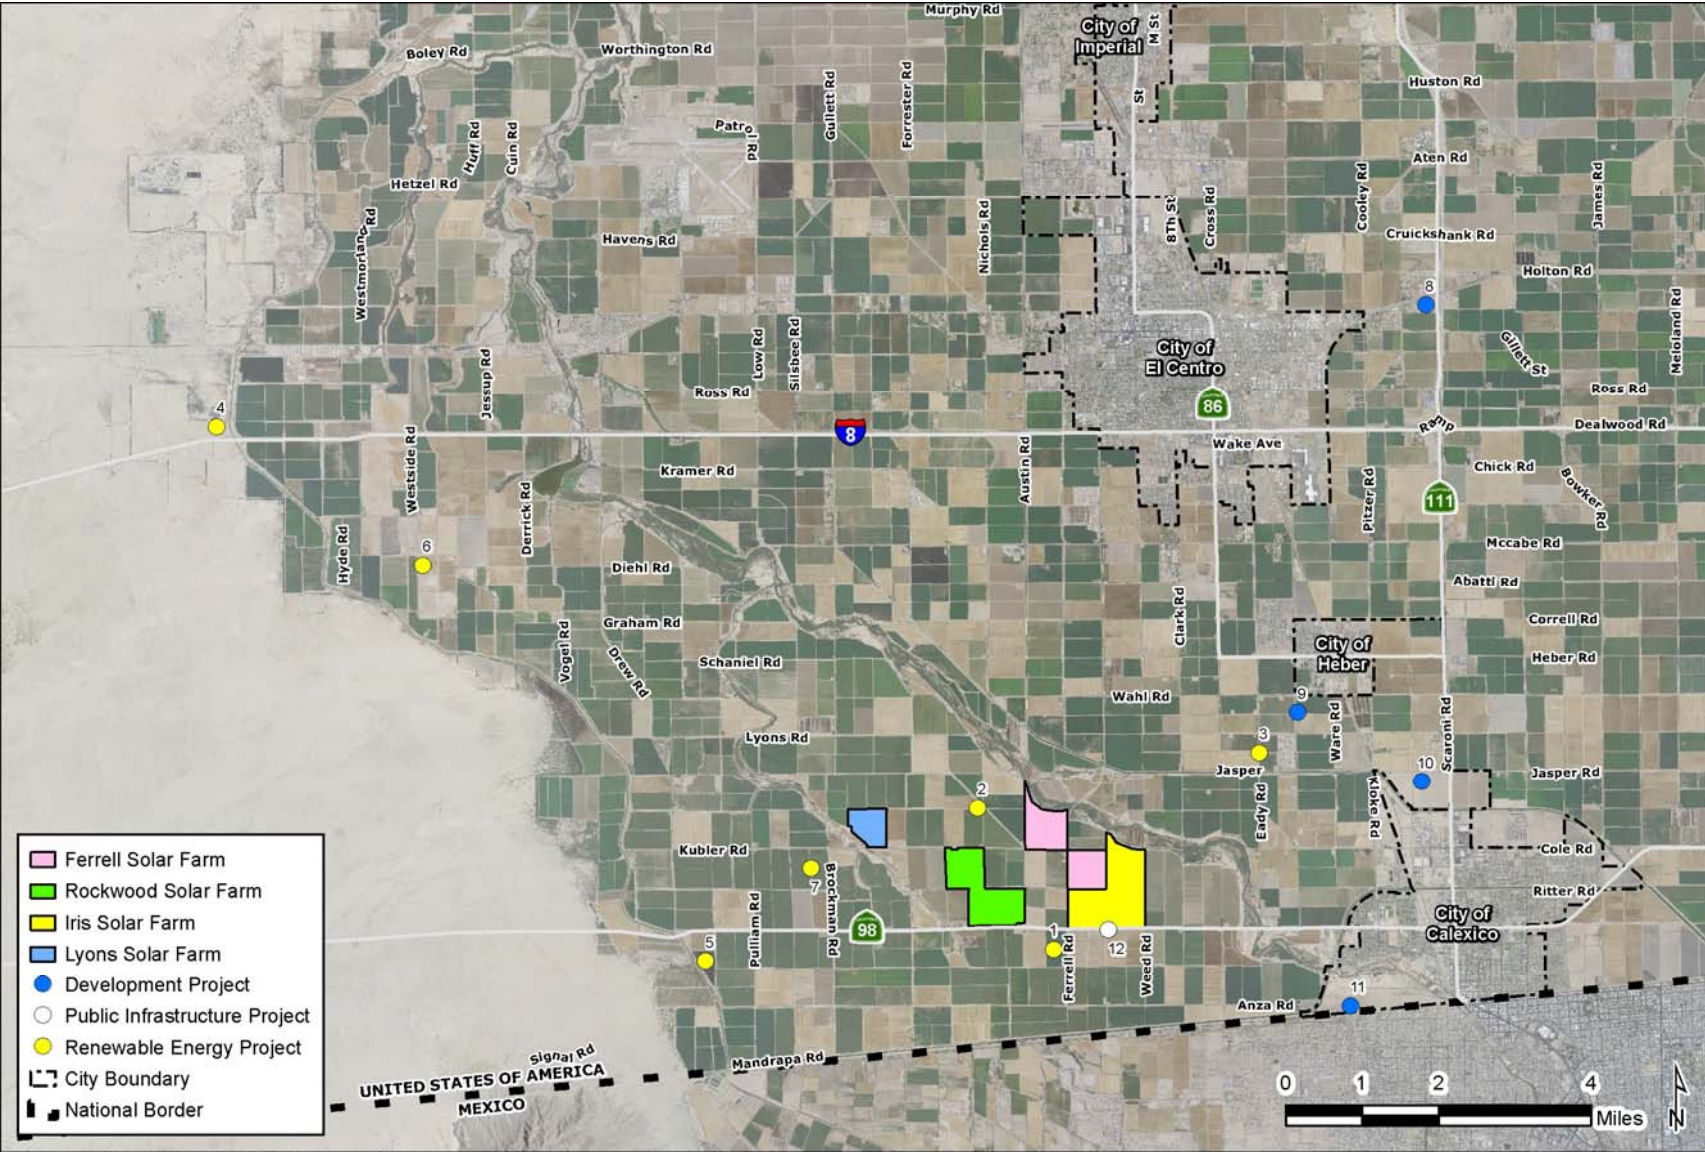 Murphy Rd
City of
Imperial
M St
Boley Rd
Worthington Rd
Gullett Rd
Forrester Rd
Huston Rd
St
Huff Rd
Cuin Rd
Patrol Rd
Hetzel Rd
Aten Rd
Cooley Rd
James Rd
Westmorland Rd
Havens Rd
Nichols Rd
8Th St
Cross Rd
Cruickshank Rd
Holton Rd
8
Meloland Rd
Jessup Rd
Low Rd
Silsbee Rd
City of
El Centro
Gillett St
Ross Rd
Ross Rd
4
86
8
Ramp
Dealwood Rd
Wake Ave
Westside Rd
Kramer Rd
Austin Rd
Chick Rd
Pitzer Rd
111
Bowker Rd
Derrick Rd
Hyde Rd
6
Mccabe Rd
Diehl Rd
Abatti Rd
Clark Rd
Graham Rd
Vogel Rd
Correll Rd
City of
Heber
Drew Rd
Schaniel Rd
Heber Rd
Wahl Rd
9
Ware Rd
Scaroni Rd
Lyons Rd
3
10
Jasper
Jasper Rd
2
Eady Rd
Kloke Rd
Kubler Rd
Cole Rd
7
Brockman Rd
Ritter Rd
Pulliam Rd
98
City of
Calexico
5
1
12
Ferrell Rd
Weed Rd
11
Anza Rd
Signal Rd
Mandrapa Rd
UNITED STATES OF AMERICA
MEXICO
Ferrell Solar Farm
Rockwood Solar Farm
Iris Solar Farm
Lyons Solar Farm
Development Project
Public Infrastructure Project
Renewable Energy Project
City Boundary
National Border
0 1 2 4
Miles
N